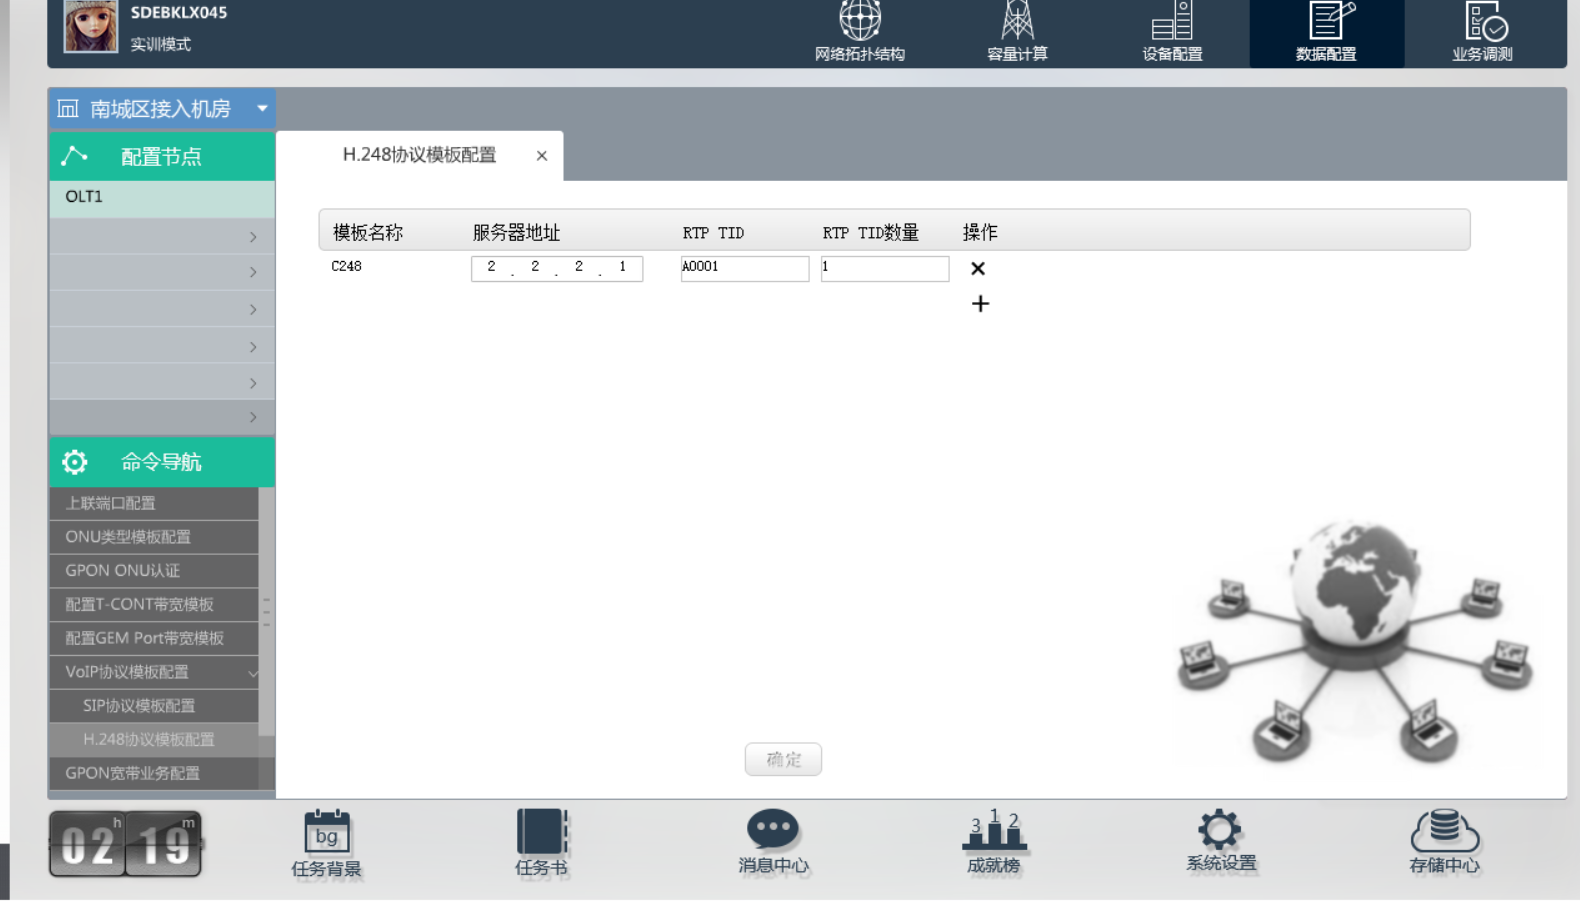 SDEBKLX045
实训模式
网络拓扑结构
容量计算
设备配置
数据配置
业务调测
南城区接入机房
配置节点
H.248协议模板配置 ×
OLT1
模板名称 服务器地址 RTP TID RTP TID数量 操作
C248 2 . 2 . 2 . 1 A0001 1
命令导航
上联端口配置
ONU类型模板配置
GPON ONU认证
配置T-CONT带宽模板
配置GEM Port带宽模板
VoIP协议模板配置
SIP协议模板配置
H.248协议模板配置
GPON宽带业务配置
确定
02 h 19 m
bg
任务背景
任务书
消息中心
3 1 2
成就榜
系统设置
存储中心